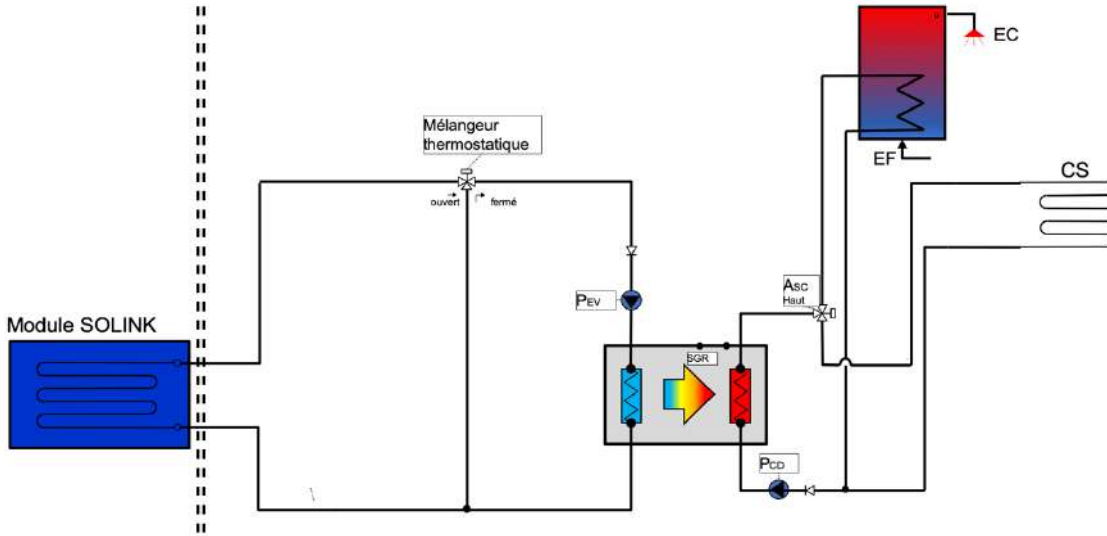 EC
Mélangeur
thermostatique
EF
CS
ouvert
fermé
PEV
ASC
Haut
Module SOLINK
SGR
PCD